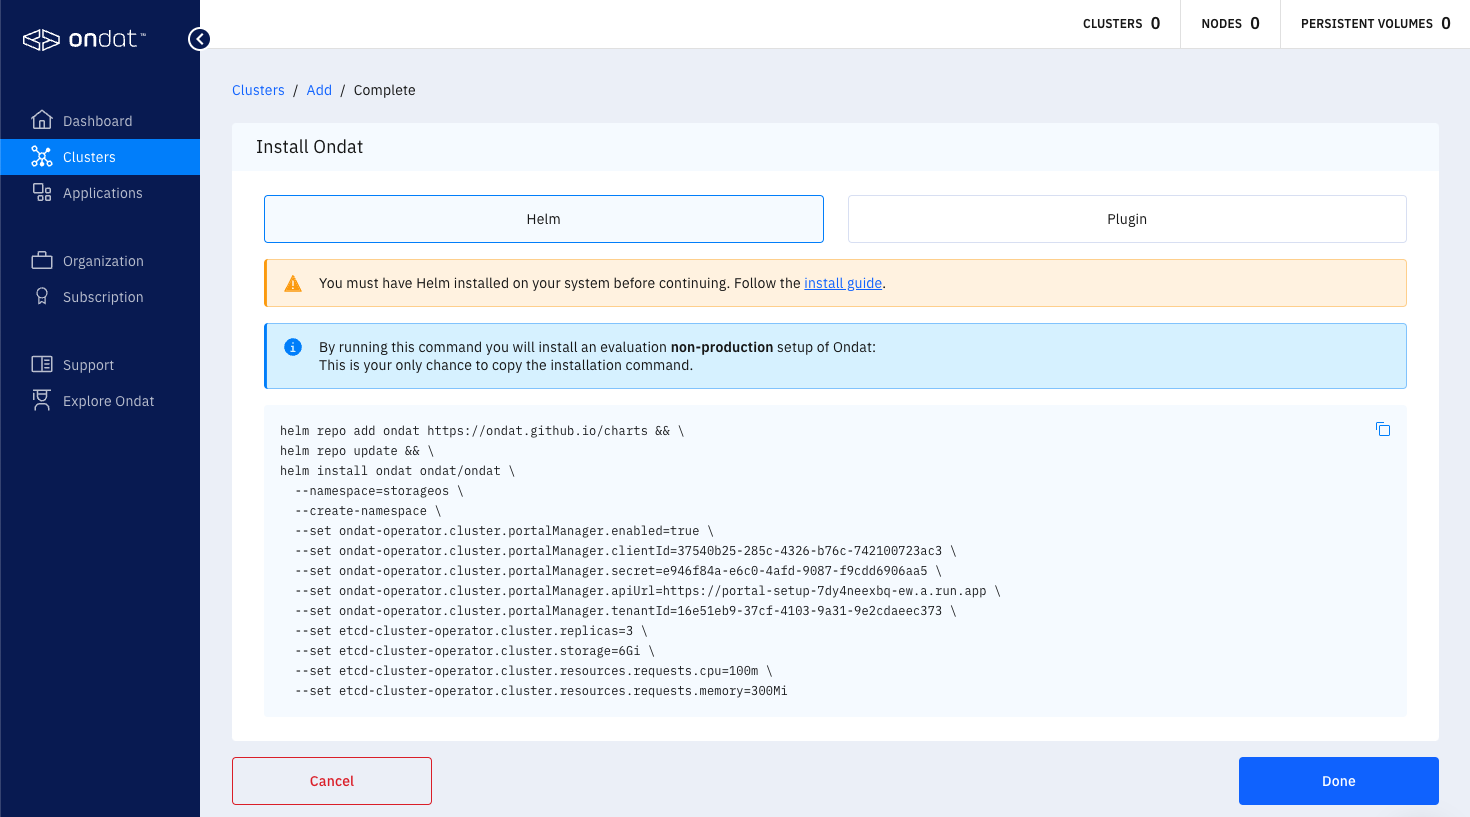 ondat™
CLUSTERS 0
NODES 0
PERSISTENT VOLUMES 0
Dashboard
Clusters
Applications
Organization
Subscription
Support
Explore Ondat
Clusters / Add / Complete
Install Ondat
Helm
Plugin
You must have Helm installed on your system before continuing. Follow the install guide.
By running this command you will install an evaluation non-production setup of Ondat:
This is your only chance to copy the installation command.
helm repo add ondat https://ondat.github.io/charts && \
helm repo update && \
helm install ondat ondat/ondat \
  --namespace=storageos \
  --create-namespace \
  --set ondat-operator.cluster.portalManager.enabled=true \
  --set ondat-operator.cluster.portalManager.clientId=37540b25-285c-4326-b76c-742100723ac3 \
  --set ondat-operator.cluster.portalManager.secret=e946f84a-e6c0-4afd-9087-f9cdd6906aa5 \
  --set ondat-operator.cluster.portalManager.apiUrl=https://portal-setup-7dy4neexbq-ew.a.run.app \
  --set ondat-operator.cluster.portalManager.tenantId=16e51eb9-37cf-4103-9a31-9e2cdaeec373 \
  --set etcd-cluster-operator.cluster.replicas=3 \
  --set etcd-cluster-operator.cluster.storage=6Gi \
  --set etcd-cluster-operator.cluster.resources.requests.cpu=100m \
  --set etcd-cluster-operator.cluster.resources.requests.memory=300Mi
Cancel
Done